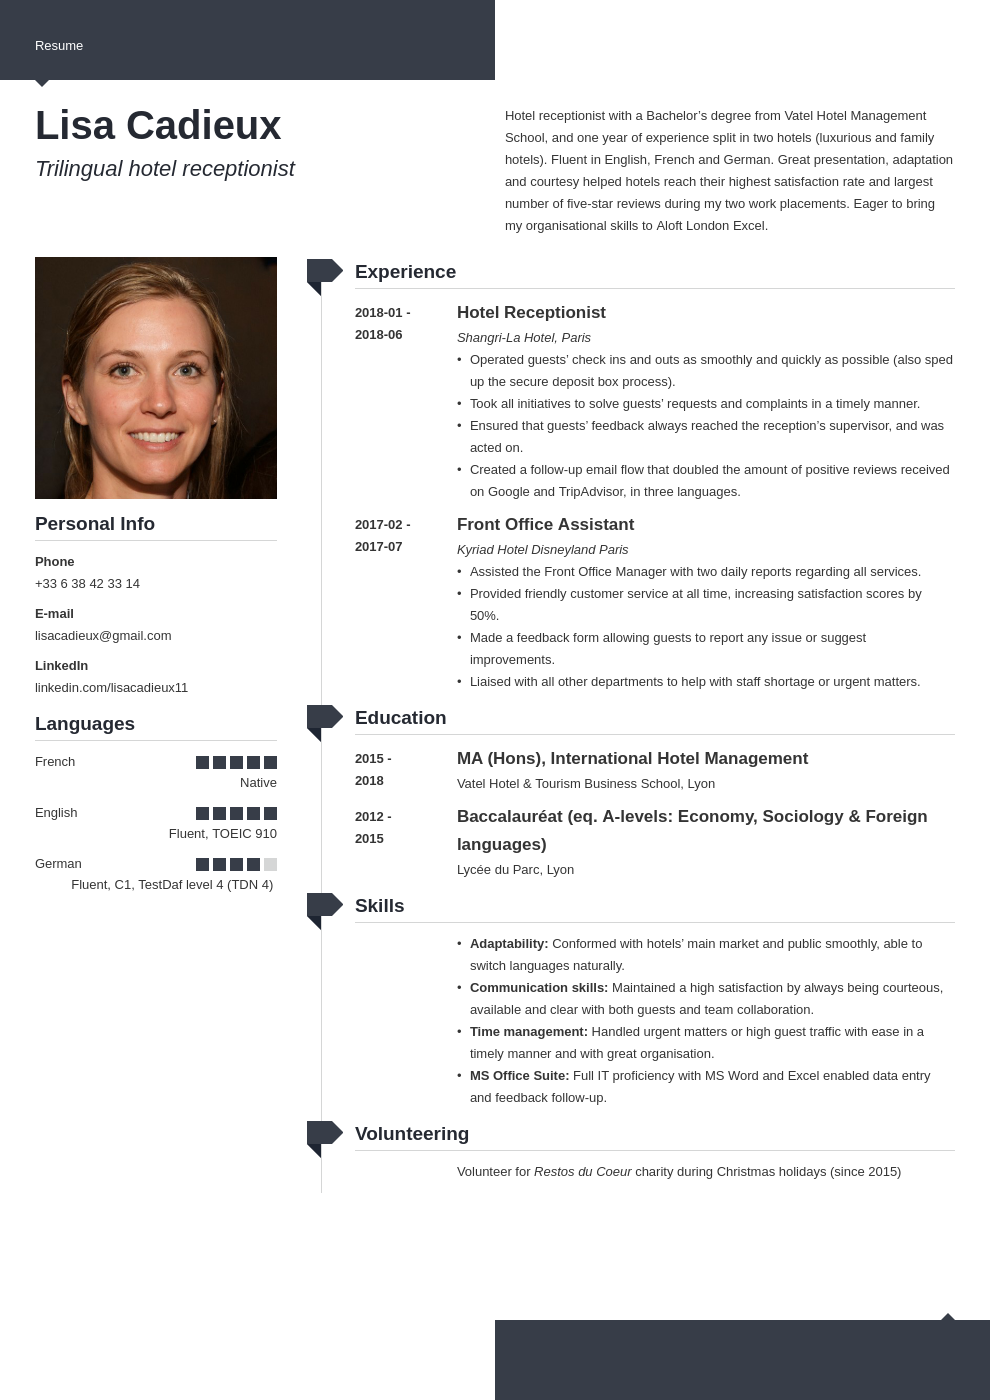 Resume
Lisa Cadieux
Trilingual hotel receptionist
Hotel receptionist with a Bachelor’s degree from Vatel Hotel Management
School, and one year of experience split in two hotels (luxurious and family
hotels). Fluent in English, French and German. Great presentation, adaptation
and courtesy helped hotels reach their highest satisfaction rate and largest
number of five-star reviews during my two work placements. Eager to bring
my organisational skills to Aloft London Excel.
Personal Info
Phone
+33 6 38 42 33 14
E-mail
lisacadieux@gmail.com
LinkedIn
linkedin.com/lisacadieux11
Languages
French
Native
English
Fluent, TOEIC 910
German
Fluent, C1, TestDaf level 4 (TDN 4)
Experience
2018-01 -
2018-06
Hotel Receptionist
Shangri-La Hotel, Paris
• Operated guests’ check ins and outs as smoothly and quickly as possible (also sped
up the secure deposit box process).
• Took all initiatives to solve guests’ requests and complaints in a timely manner.
• Ensured that guests’ feedback always reached the reception’s supervisor, and was
acted on.
• Created a follow-up email flow that doubled the amount of positive reviews received
on Google and TripAdvisor, in three languages.
2017-02 -
2017-07
Front Office Assistant
Kyriad Hotel Disneyland Paris
• Assisted the Front Office Manager with two daily reports regarding all services.
• Provided friendly customer service at all time, increasing satisfaction scores by
50%.
• Made a feedback form allowing guests to report any issue or suggest
improvements.
• Liaised with all other departments to help with staff shortage or urgent matters.
Education
2015 -
2018
MA (Hons), International Hotel Management
Vatel Hotel & Tourism Business School, Lyon
2012 -
2015
Baccalauréat (eq. A-levels: Economy, Sociology & Foreign
languages)
Lycée du Parc, Lyon
Skills
• Adaptability: Conformed with hotels’ main market and public smoothly, able to
switch languages naturally.
• Communication skills: Maintained a high satisfaction by always being courteous,
available and clear with both guests and team collaboration.
• Time management: Handled urgent matters or high guest traffic with ease in a
timely manner and with great organisation.
• MS Office Suite: Full IT proficiency with MS Word and Excel enabled data entry
and feedback follow-up.
Volunteering
Volunteer for Restos du Coeur charity during Christmas holidays (since 2015)